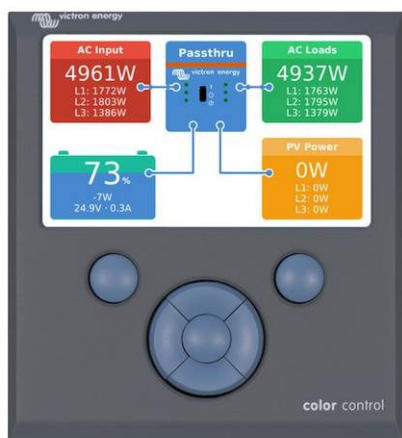 victron energy
AC Input
4961W
L1: 1772W
L2: 1803W
L3: 1386W
Passthru
victron energy
AC Loads
4937W
L1: 1763W
L2: 1795W
L3: 1379W
73%
-7W
24.9V · 0.3A
PV Power
0W
L1: 0W
L2: 0W
L3: 0W
color control